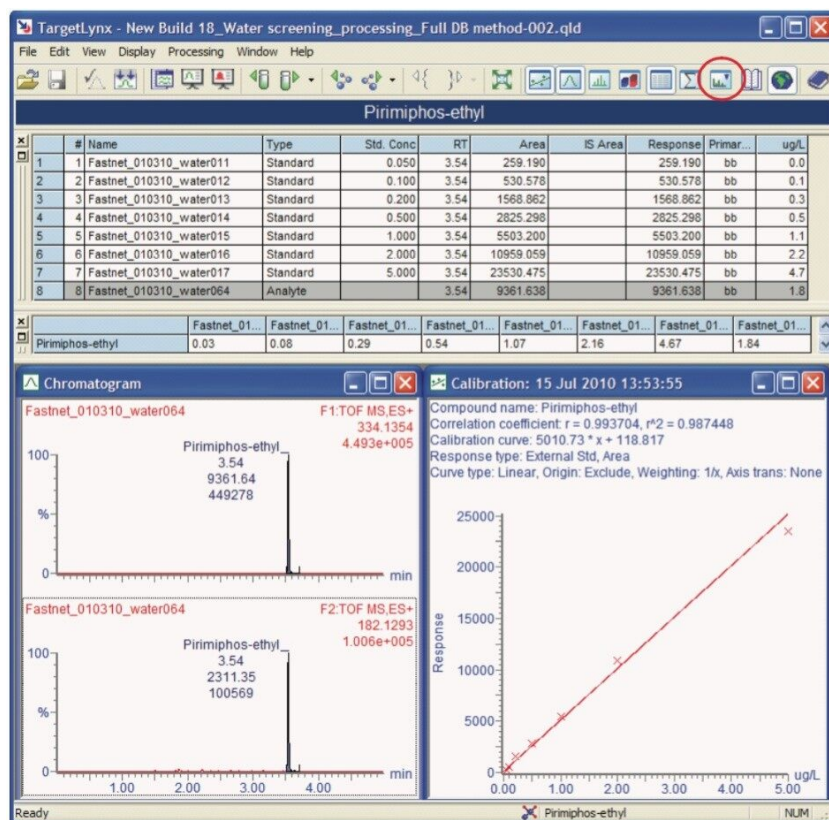 TargetLynx - New Build 18_Water screening_processing_Full DB method-002.qld
File Edit View Display Processing Window Help
Pirimiphos-ethyl
# Name Type Std. Conc RT Area IS Area Response Primar... ug/L
1 1 Fastnet_010310_water011 Standard 0.050 3.54 259.190 259.190 bb 0.0
2 2 Fastnet_010310_water012 Standard 0.100 3.54 530.578 530.578 bb 0.1
3 3 Fastnet_010310_water013 Standard 0.200 3.54 1568.862 1568.862 bb 0.3
4 4 Fastnet_010310_water014 Standard 0.500 3.54 2825.298 2825.298 bb 0.5
5 5 Fastnet_010310_water015 Standard 1.000 3.54 5503.200 5503.200 bb 1.1
6 6 Fastnet_010310_water016 Standard 2.000 3.54 10959.059 10959.059 bb 2.2
7 7 Fastnet_010310_water017 Standard 5.000 3.54 23530.475 23530.475 bb 4.7
8 8 Fastnet_010310_water064 Analyte 3.54 9361.638 9361.638 bb 1.8
Fastnet_01... Fastnet_01... Fastnet_01... Fastnet_01... Fastnet_01... Fastnet_01... Fastnet_01... Fastnet_01...
Pirimiphos-ethyl 0.03 0.08 0.29 0.54 1.07 2.16 4.67 1.84
Chromatogram
Fastnet_010310_water064 F1:TOF MS,ES+
334.1354
4.493e+005
Pirimiphos-ethyl
3.54
9361.64
449278
100
%
0
min
1.00 2.00 3.00 4.00
Fastnet_010310_water064 F2:TOF MS,ES+
182.1293
1.006e+005
Pirimiphos-ethyl
3.54
2311.35
100569
100
%
0
min
1.00 2.00 3.00 4.00
Calibration: 15 Jul 2010 13:53:55
Compound name: Pirimiphos-ethyl
Correlation coefficient: r = 0.993704, r^2 = 0.987448
Calibration curve: 5010.73 * x + 118.817
Response type: External Std, Area
Curve type: Linear, Origin: Exclude, Weighting: 1/x, Axis trans: None
25000
20000
15000
10000
5000
0
Response
ug/L
0.00 1.00 2.00 3.00 4.00 5.00
Ready Pirimiphos-ethyl NUM